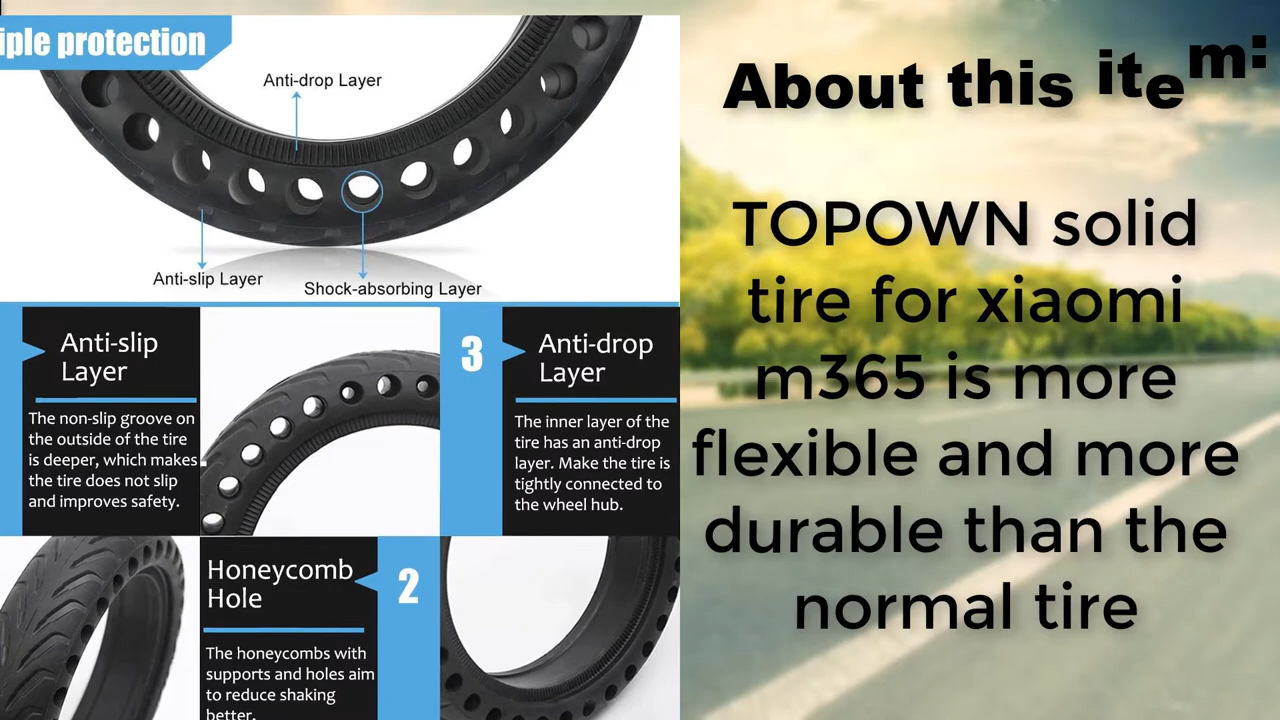 iple protection
Anti-drop Layer
Anti-slip Layer
Shock-absorbing Layer
Anti-slip
Layer
The non-slip groove on
the outside of the tire
is deeper, which makes
the tire does not slip
and improves safety.
3
Anti-drop
Layer
The inner layer of the
tire has an anti-drop
layer. Make the tire is
tightly connected to
the wheel hub.
Honeycomb
Hole
2
The honeycombs with
supports and holes aim
to reduce shaking
better.
About this item:
TOPOWN solid
tire for xiaomi
m365 is more
flexible and more
durable than the
normal tire